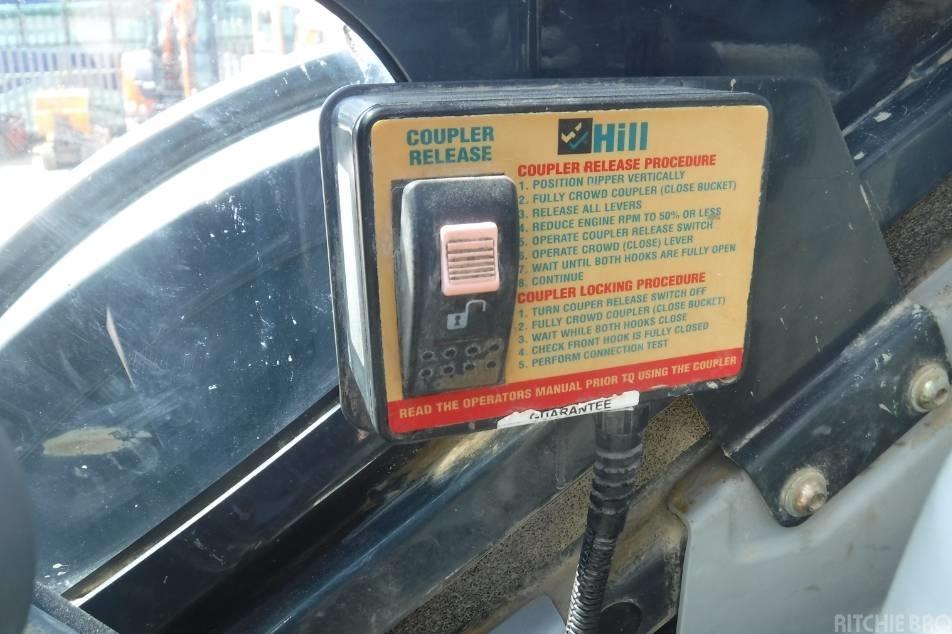 COUPLER
RELEASE
Hill
COUPLER RELEASE PROCEDURE
1. POSITION DIPPER VERTICALLY
2. FULLY CROWD COUPLER (CLOSE BUCKET)
3. RELEASE ALL LEVERS
4. REDUCE ENGINE RPM TO 50% OR LESS
5. OPERATE COUPLER RELEASE SWITCH
6. OPERATE CROWD (CLOSE) LEVER
7. WAIT UNTIL BOTH HOOKS ARE FULLY OPEN
8. CONTINUE
COUPLER LOCKING PROCEDURE
1. TURN COUPER RELEASE SWITCH OFF
2. FULLY CROWD COUPLER (CLOSE BUCKET)
3. WAIT WHILE BOTH HOOKS CLOSE
4. CHECK FRONT HOOK IS FULLY CLOSED
5. PERFORM CONNECTION TEST
READ THE OPERATORS MANUAL PRIOR TO USING THE COUPLER
GUARANTEE
RITCHIE BRO